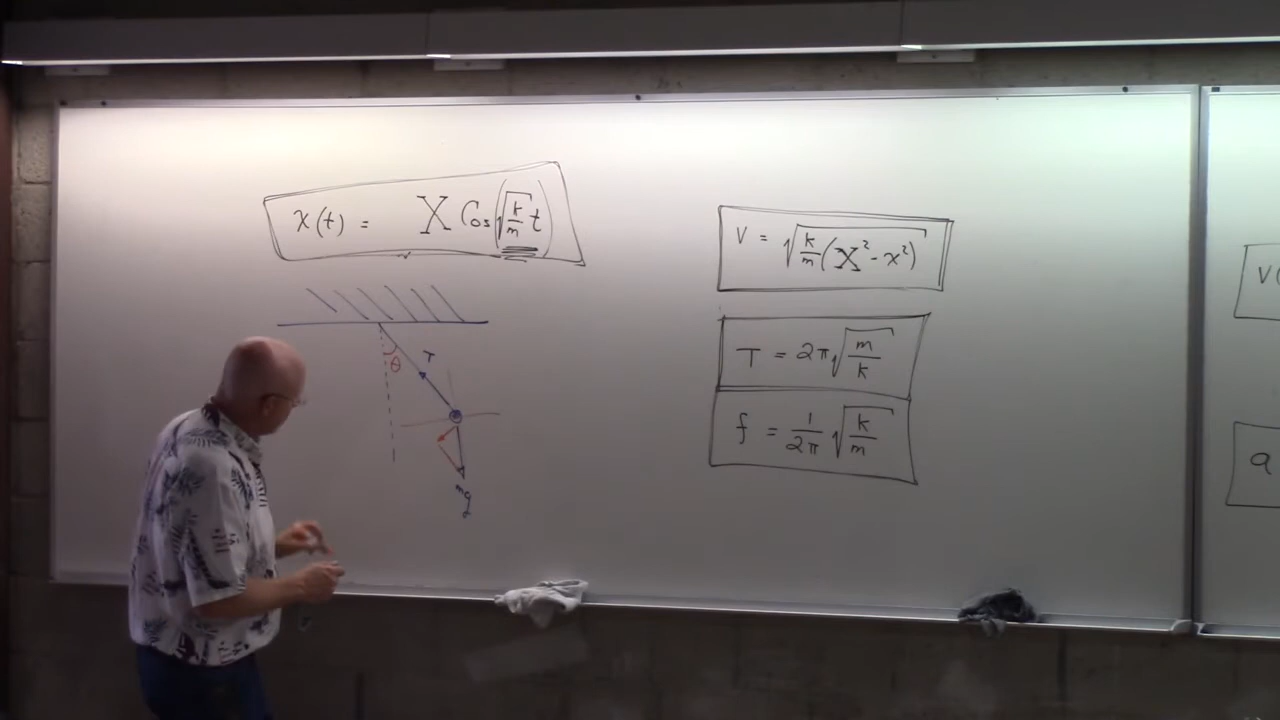 x(t) = X Cos(√(k/m) t)
θ
T
mg
v = √(k/m (X² - x²))
T = 2π√(m/k)
f = 1/2π √(k/m)
v(
a